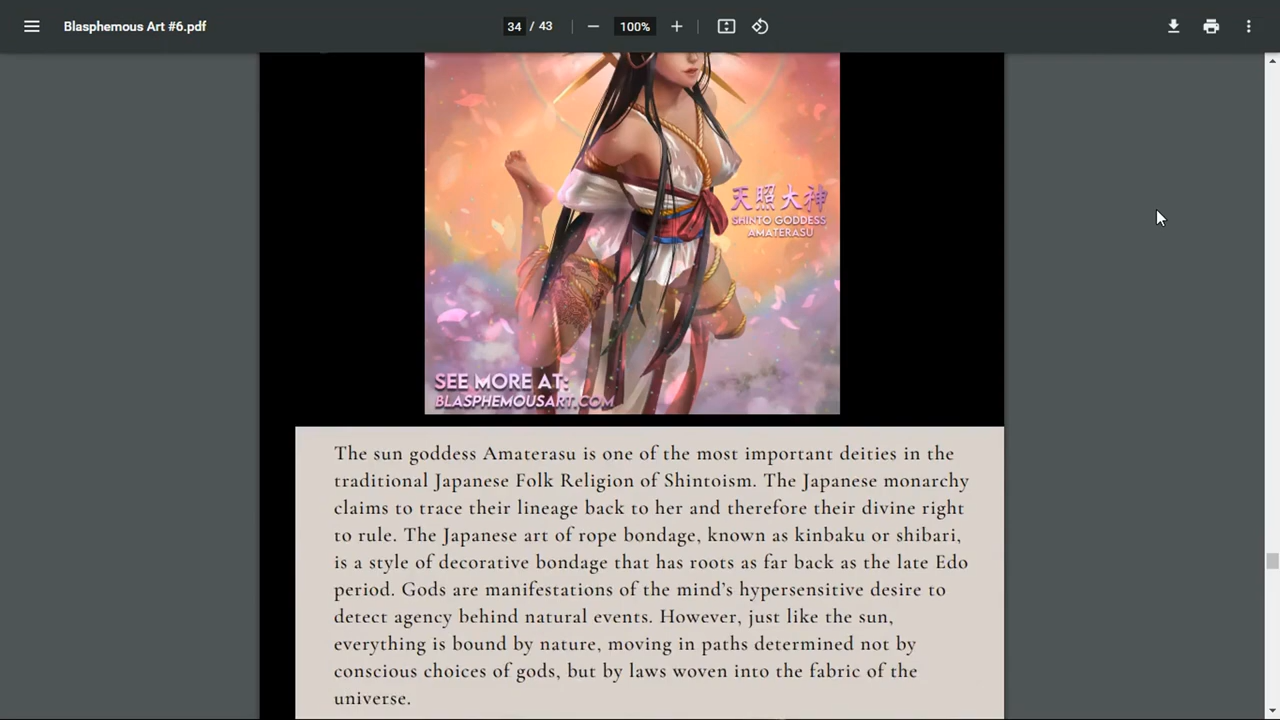 Blasphemous Art #6.pdf
34 / 43
100%
天照大神
SHINTO GODDESS
AMATERASU
SEE MORE AT:
BLASPHEMOUSART.COM
The sun goddess Amaterasu is one of the most important deities in the
traditional Japanese Folk Religion of Shintoism. The Japanese monarchy
claims to trace their lineage back to her and therefore their divine right
to rule. The Japanese art of rope bondage, known as kinbaku or shibari,
is a style of decorative bondage that has roots as far back as the late Edo
period. Gods are manifestations of the mind’s hypersensitive desire to
detect agency behind natural events. However, just like the sun,
everything is bound by nature, moving in paths determined not by
conscious choices of gods, but by laws woven into the fabric of the
universe.